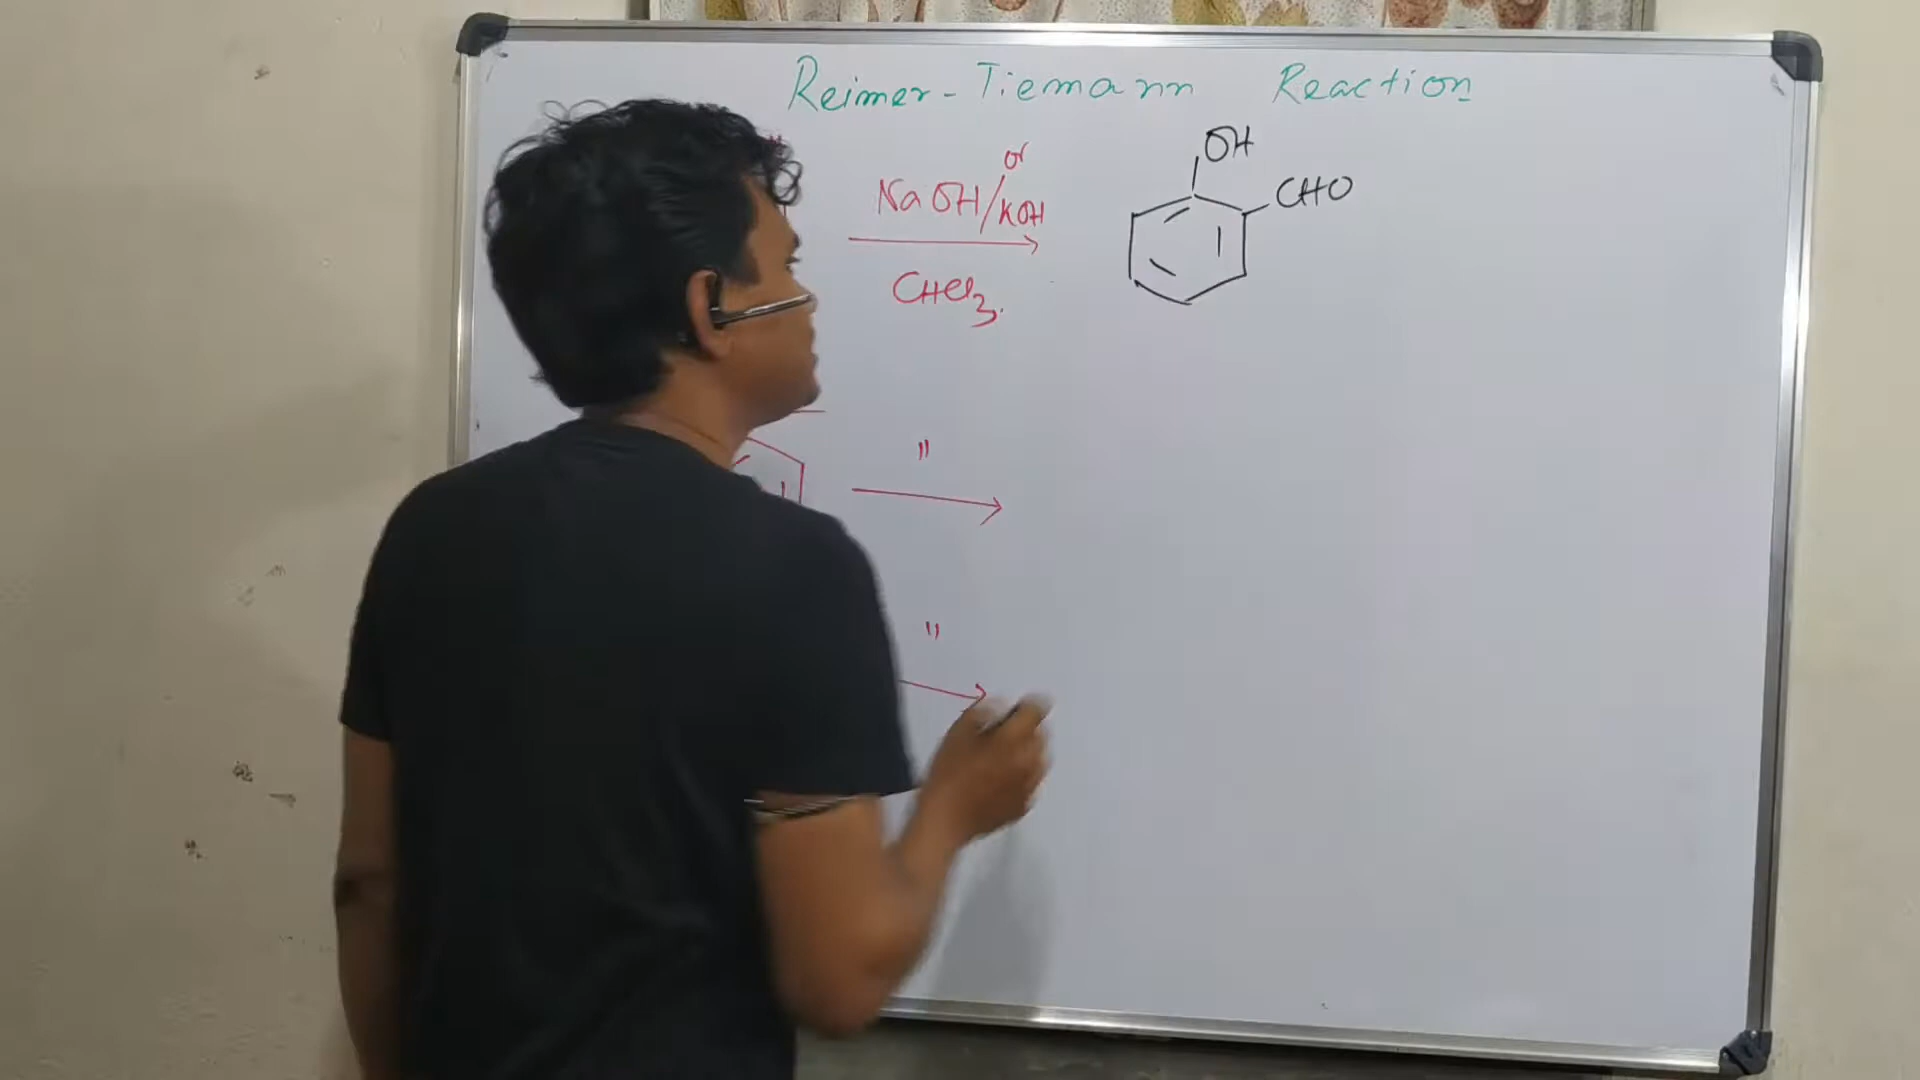 Reimer-Tiemann Reaction
OH
or
NaOH/KOH
CHO
CHCl3.
"
"